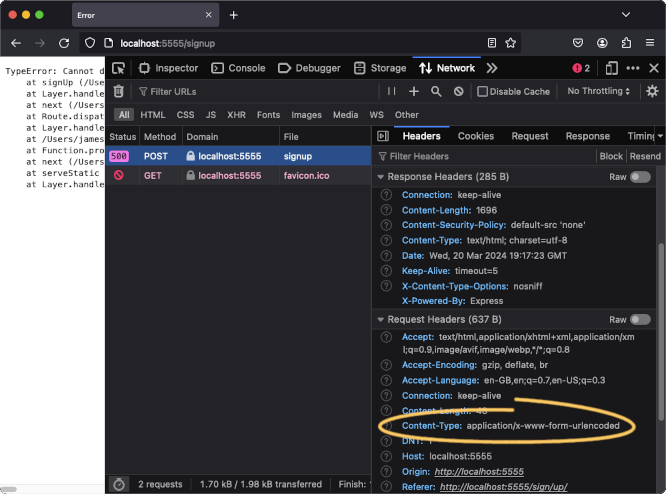 Error
localhost:5555/signup
TypeError: Cannot d
at signUp (/Users
at Layer.handle
at next (/Users
at Route.dispat
at Layer.handle
at /Users/james
at Function.pro
at next (/Users
at serveStatic
at Layer.handle
Inspector Console Debugger Storage Network 2
Filter URLs Disable Cache No Throttling
All HTML CSS JS XHR Fonts Images Media WS Other
Status Method Domain File
500 POST localhost:5555 signup
GET localhost:5555 favicon.ico
Headers Cookies Request Response Timing
Filter Headers Block Resend
Response Headers (285 B) Raw
Connection: keep-alive
Content-Length: 1696
Content-Security-Policy: default-src 'none'
Content-Type: text/html; charset=utf-8
Date: Wed, 20 Mar 2024 19:17:23 GMT
Keep-Alive: timeout=5
X-Content-Type-Options: nosniff
X-Powered-By: Express
Request Headers (637 B) Raw
Accept: text/html,application/xhtml+xml,application/xm
l;q=0.9,image/avif,image/webp,*/*;q=0.8
Accept-Encoding: gzip, deflate, br
Accept-Language: en-GB,en;q=0.7,en-US;q=0.3
Connection: keep-alive
Content-Length: 48
Content-Type: application/x-www-form-urlencoded
DNT: 1
Host: localhost:5555
Origin: http://localhost:5555
Referer: http://localhost:5555/sign/up/
2 requests 1.70 kB / 1.98 kB transferred Finish: